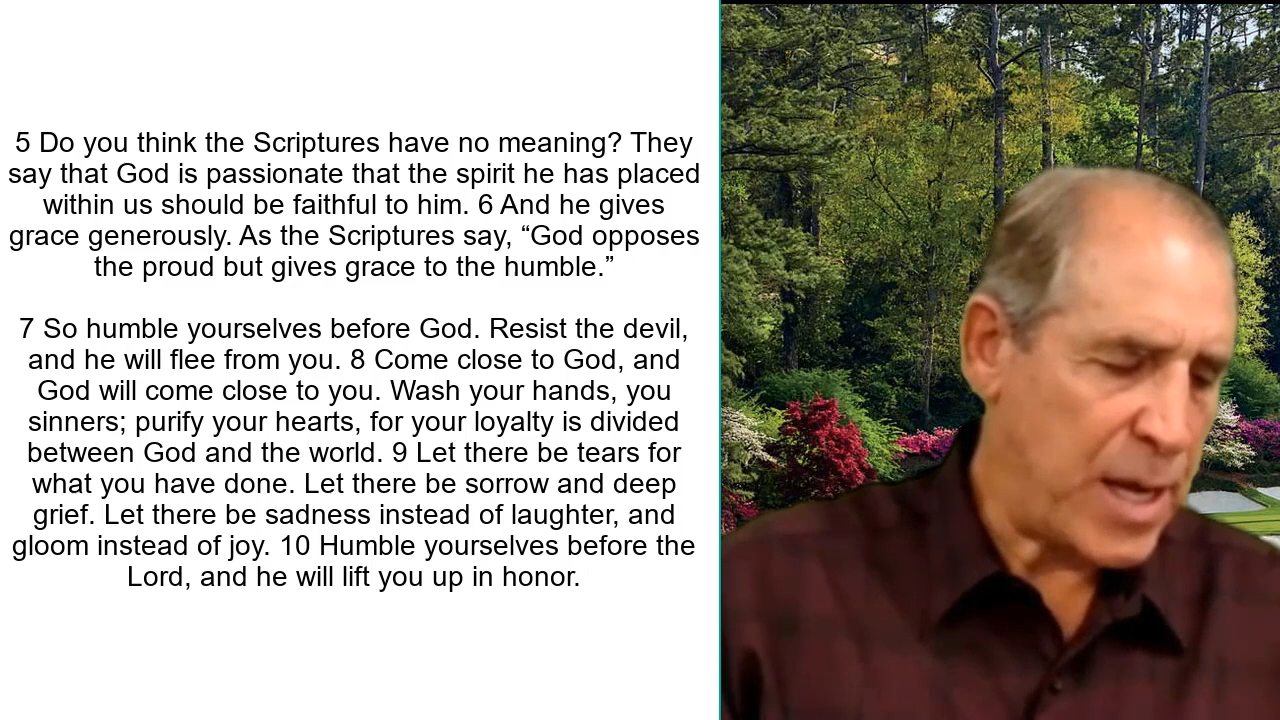 5 Do you think the Scriptures have no meaning? They
say that God is passionate that the spirit he has placed
within us should be faithful to him. 6 And he gives
grace generously. As the Scriptures say, “God opposes
the proud but gives grace to the humble.”
7 So humble yourselves before God. Resist the devil,
and he will flee from you. 8 Come close to God, and
God will come close to you. Wash your hands, you
sinners; purify your hearts, for your loyalty is divided
between God and the world. 9 Let there be tears for
what you have done. Let there be sorrow and deep
grief. Let there be sadness instead of laughter, and
gloom instead of joy. 10 Humble yourselves before the
Lord, and he will lift you up in honor.